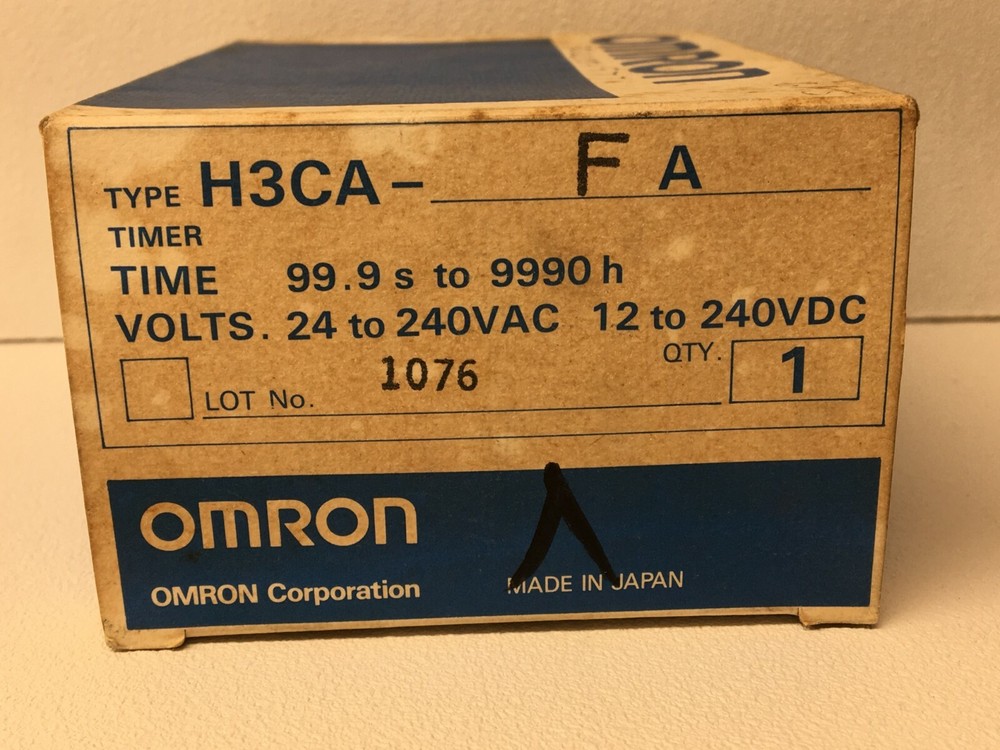 OMRON
TYPE H3CA- F A
TIMER
TIME 99.9 s to 9990 h
VOLTS. 24 to 240VAC 12 to 240VDC
LOT No. 1076 QTY. 1
OMRON
OMRON Corporation MADE IN JAPAN